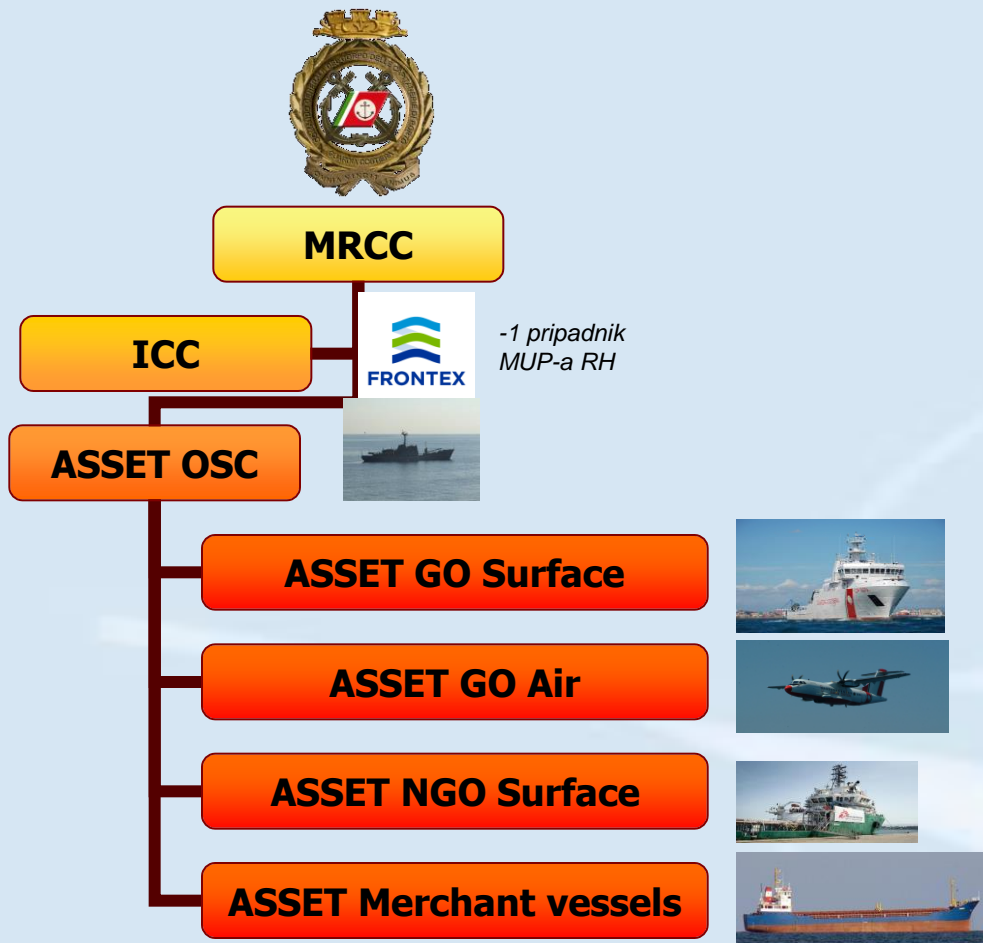 MRCC
ICC
FRONTEX
-1 pripadnik
MUP-a RH
ASSET OSC
ASSET GO Surface
ASSET GO Air
ASSET NGO Surface
ASSET Merchant vessels